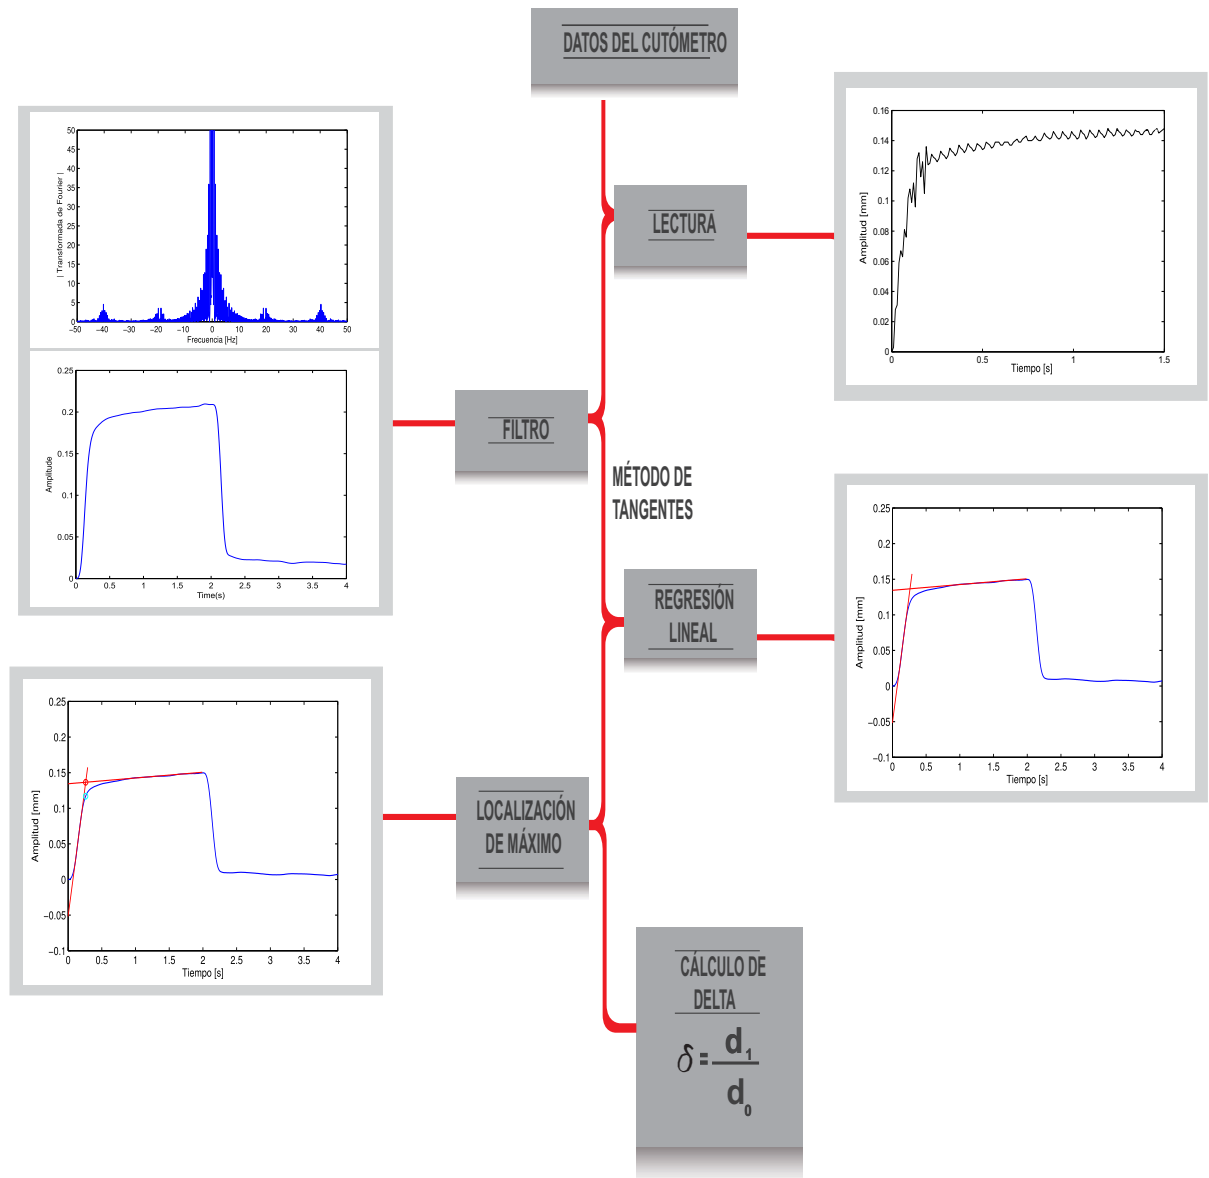 DATOS DEL CUTÓMETRO
LECTURA
0.16
0.14
0.12
0.1
0.08
0.06
0.04
0.02
0
0.5
1
1.5
Amplitud [mm]
Tiempo [s]
50
45
40
35
30
25
20
15
10
5
0
−50 −40 −30 −20 −10 0 10 20 30 40 50
| Transformada de Fourier |
Frecuencia [Hz]
0.25
0.2
0.1
0.05
0
0 0.5 1 1.5 2 2.5 3 3.5 4
Amplitude
Time(s)
FILTRO
MÉTODO DE
TANGENTES
REGRESIÓN
LINEAL
0.25
0.2
0.15
0.1
0.05
0
−0.05
−0.1
0 0.5 1 1.5 2 2.5 3 3.5 4
Amplitud [mm]
Tiempo [s]
0.25
0.2
0.15
0.1
0.05
0
−0.05
−0.1
0 0.5 1 1.5 2 2.5 3 3.5 4
Amplitud [mm]
Tiempo [s]
LOCALIZACIÓN
DE MÁXIMO
CÁLCULO DE
DELTA
δ = d1 / d0